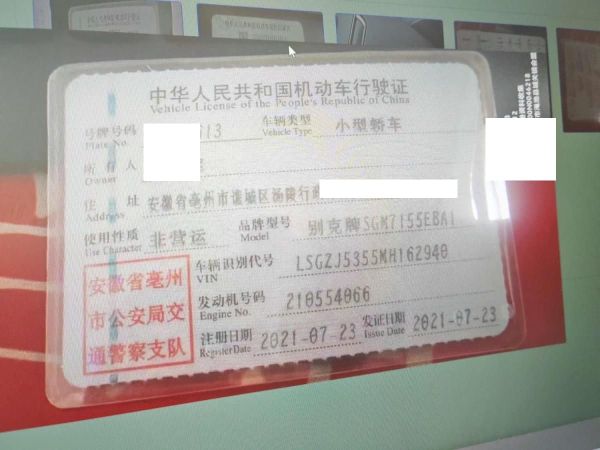 中华人民共和国机动车行驶证
Vehicle License of the People's Republic of China
号牌号码 13 车辆类型 小型轿车
Plate No. Vehicle Type
所有人
Owner
住 址 安徽省亳州市谯城区汤陵行政
Address
使用性质 非营运 品牌型号 别克牌SGM7155EBA1
Use Character Model
安徽省亳州
市公安局交
通警察支队
车辆识别代号 LSGZJ5355MH162940
VIN
发动机号码 210554066
Engine No.
注册日期 2021-07-23 发证日期 2021-07-23
Register Date Issue Date